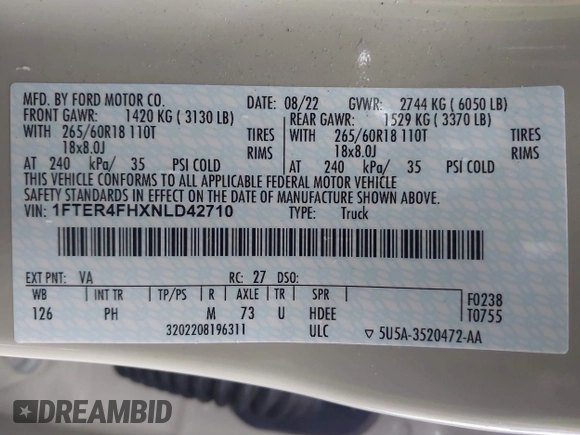 MFD. BY FORD MOTOR CO. DATE: 08/22 GVWR: 2744 KG ( 6050 LB)
FRONT GAWR: 1420 KG ( 3130 LB) REAR GAWR: 1529 KG ( 3370 LB)
WITH 265/60R18 110T TIRES WITH 265/60R18 110T TIRES
18x8.0J RIMS 18x8.0J RIMS
AT 240 kPa/ 35 PSI COLD AT 240 kPa/ 35 PSI COLD
THIS VEHICLE CONFORMS TO ALL APPLICABLE FEDERAL MOTOR VEHICLE
SAFETY STANDARDS IN EFFECT ON THE DATE OF MANUFACTURE SHOWN ABOVE.
VIN: 1FTER4FHXNLD42710 TYPE: Truck
EXT PNT: VA RC: 27 DSO:
WB INT TR TP/PS R AXLE TR SPR F0238
126 PH M 73 U HDEE T0755
3202208196311 ULC ▽ 5U5A-3520472-AA
DREAMBID